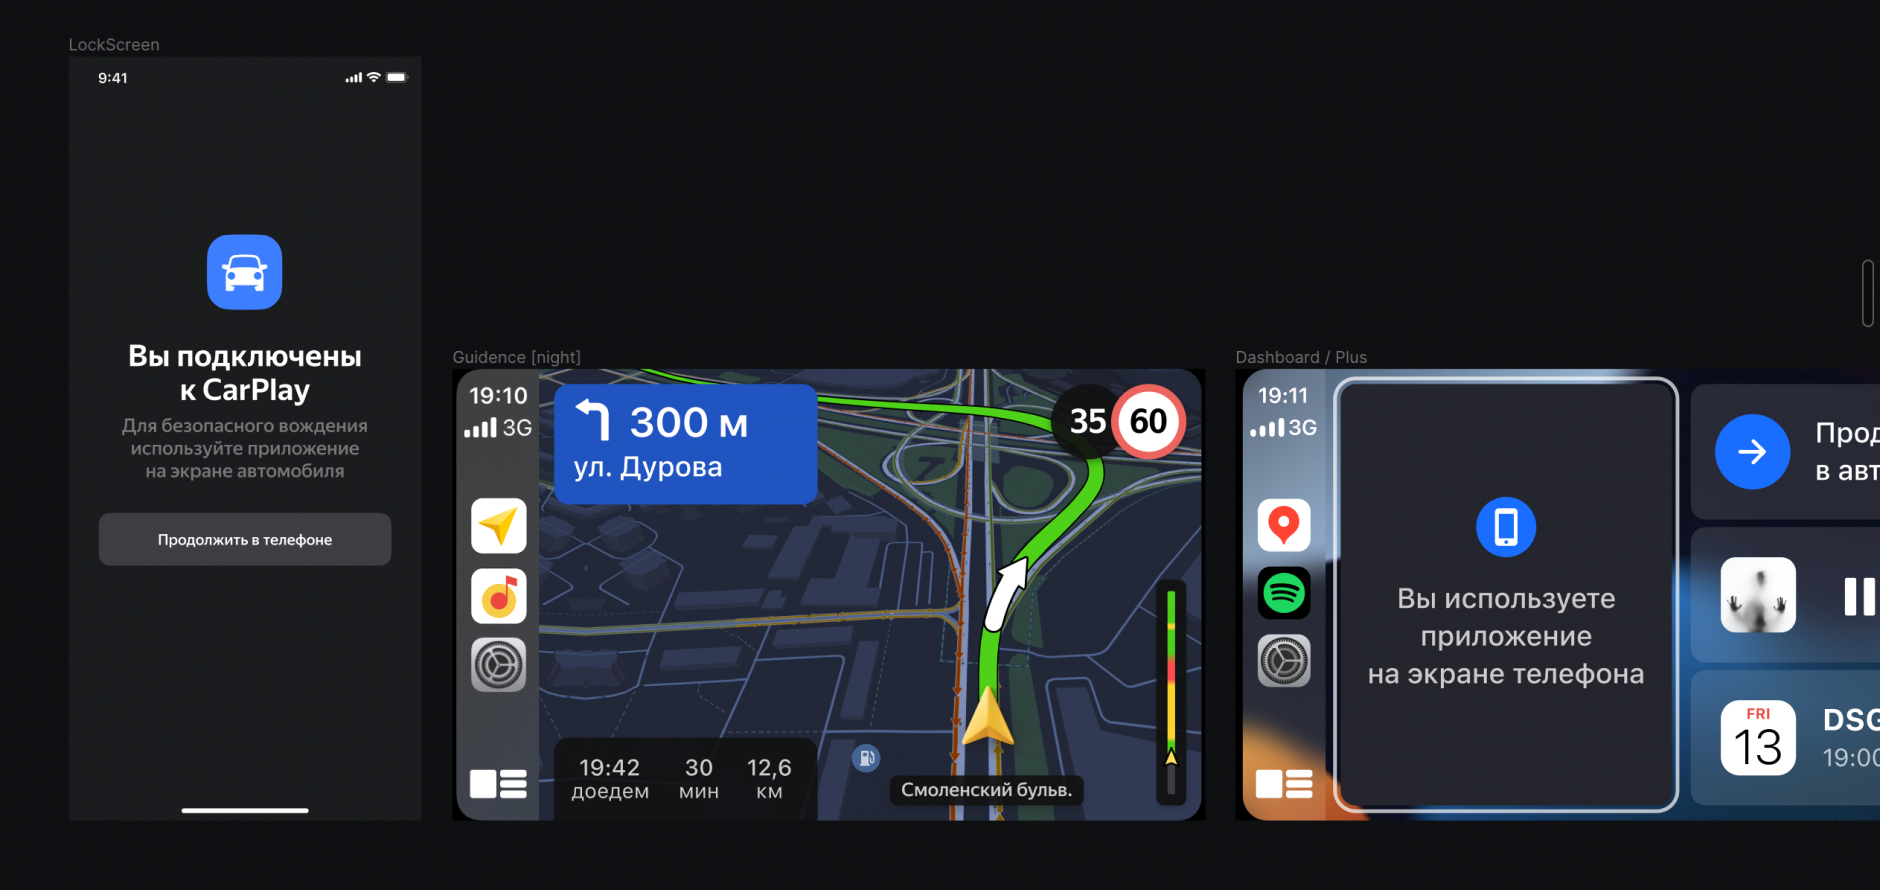 LockScreen
9:41
Вы подключены
к CarPlay
Для безопасного вождения
используйте приложение
на экране автомобиля
Продолжить в телефоне
Guidence [night]
19:10
3G
300 м
ул. Дурова
35
60
19:42
доедем
30
мин
12,6
км
Смоленский бульв.
Dashboard / Plus
19:11
3G
Вы используете
приложение
на экране телефона
Прод
в авт
FRI
13
DSG
19:00